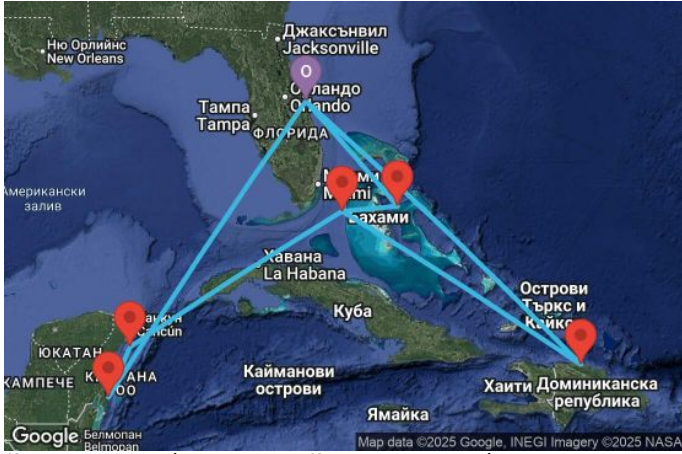 Джаксънвил
Jacksonville
Ню Орлийнс
New Orleans
О
Орландо
Orlando
Тампа
Tampa
ФЛОРИДА
Miami
Американски
залив
Бахами
Хавана
La Habana
Куба
Острови
Търкс и
Кайкос
Cancún
ЮКАТАН
КАМПЕЧЕ
КИНТАНА
РОО
Кайманови
острови
Хаити
Доминиканска
република
Ямайка
Google
Белмопан
Belmopan
Map data ©2025 Google, INEGI Imagery ©2025 NASA